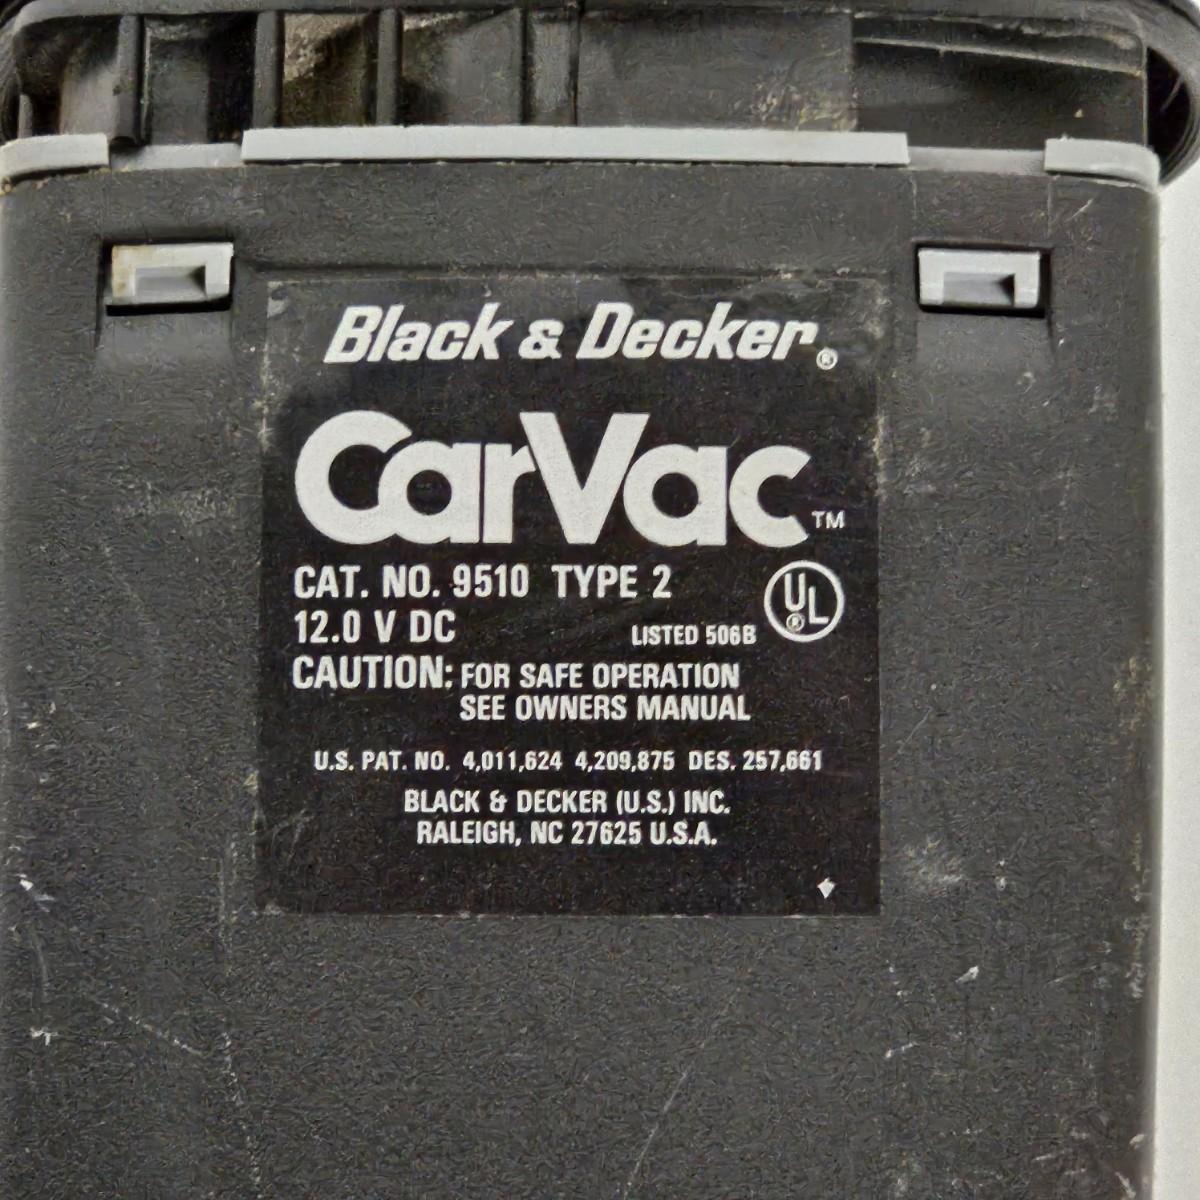 Black & Decker®
CarVac™
CAT. NO. 9510 TYPE 2
12.0 V DC
LISTED 506B UL®
CAUTION: FOR SAFE OPERATION
SEE OWNERS MANUAL
U.S. PAT. NO. 4,011,624 4,209,875 DES. 257,661
BLACK & DECKER (U.S.) INC.
RALEIGH, NC 27625 U.S.A.